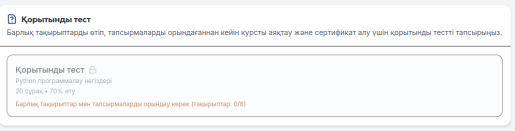 Қорытынды тест
Барлық тақырыптарды өтіп, тапсырмаларды орындағаннан кейін курсты аяқтау және сертификат алу үшін қорытынды тестті тапсырыңыз.
Қорытынды тест
Python программалау негіздері
20 сұрақ • 70% өту
Барлық тақырыптар мен тапсырмаларды орындау керек (тақырыптар: 0/8)